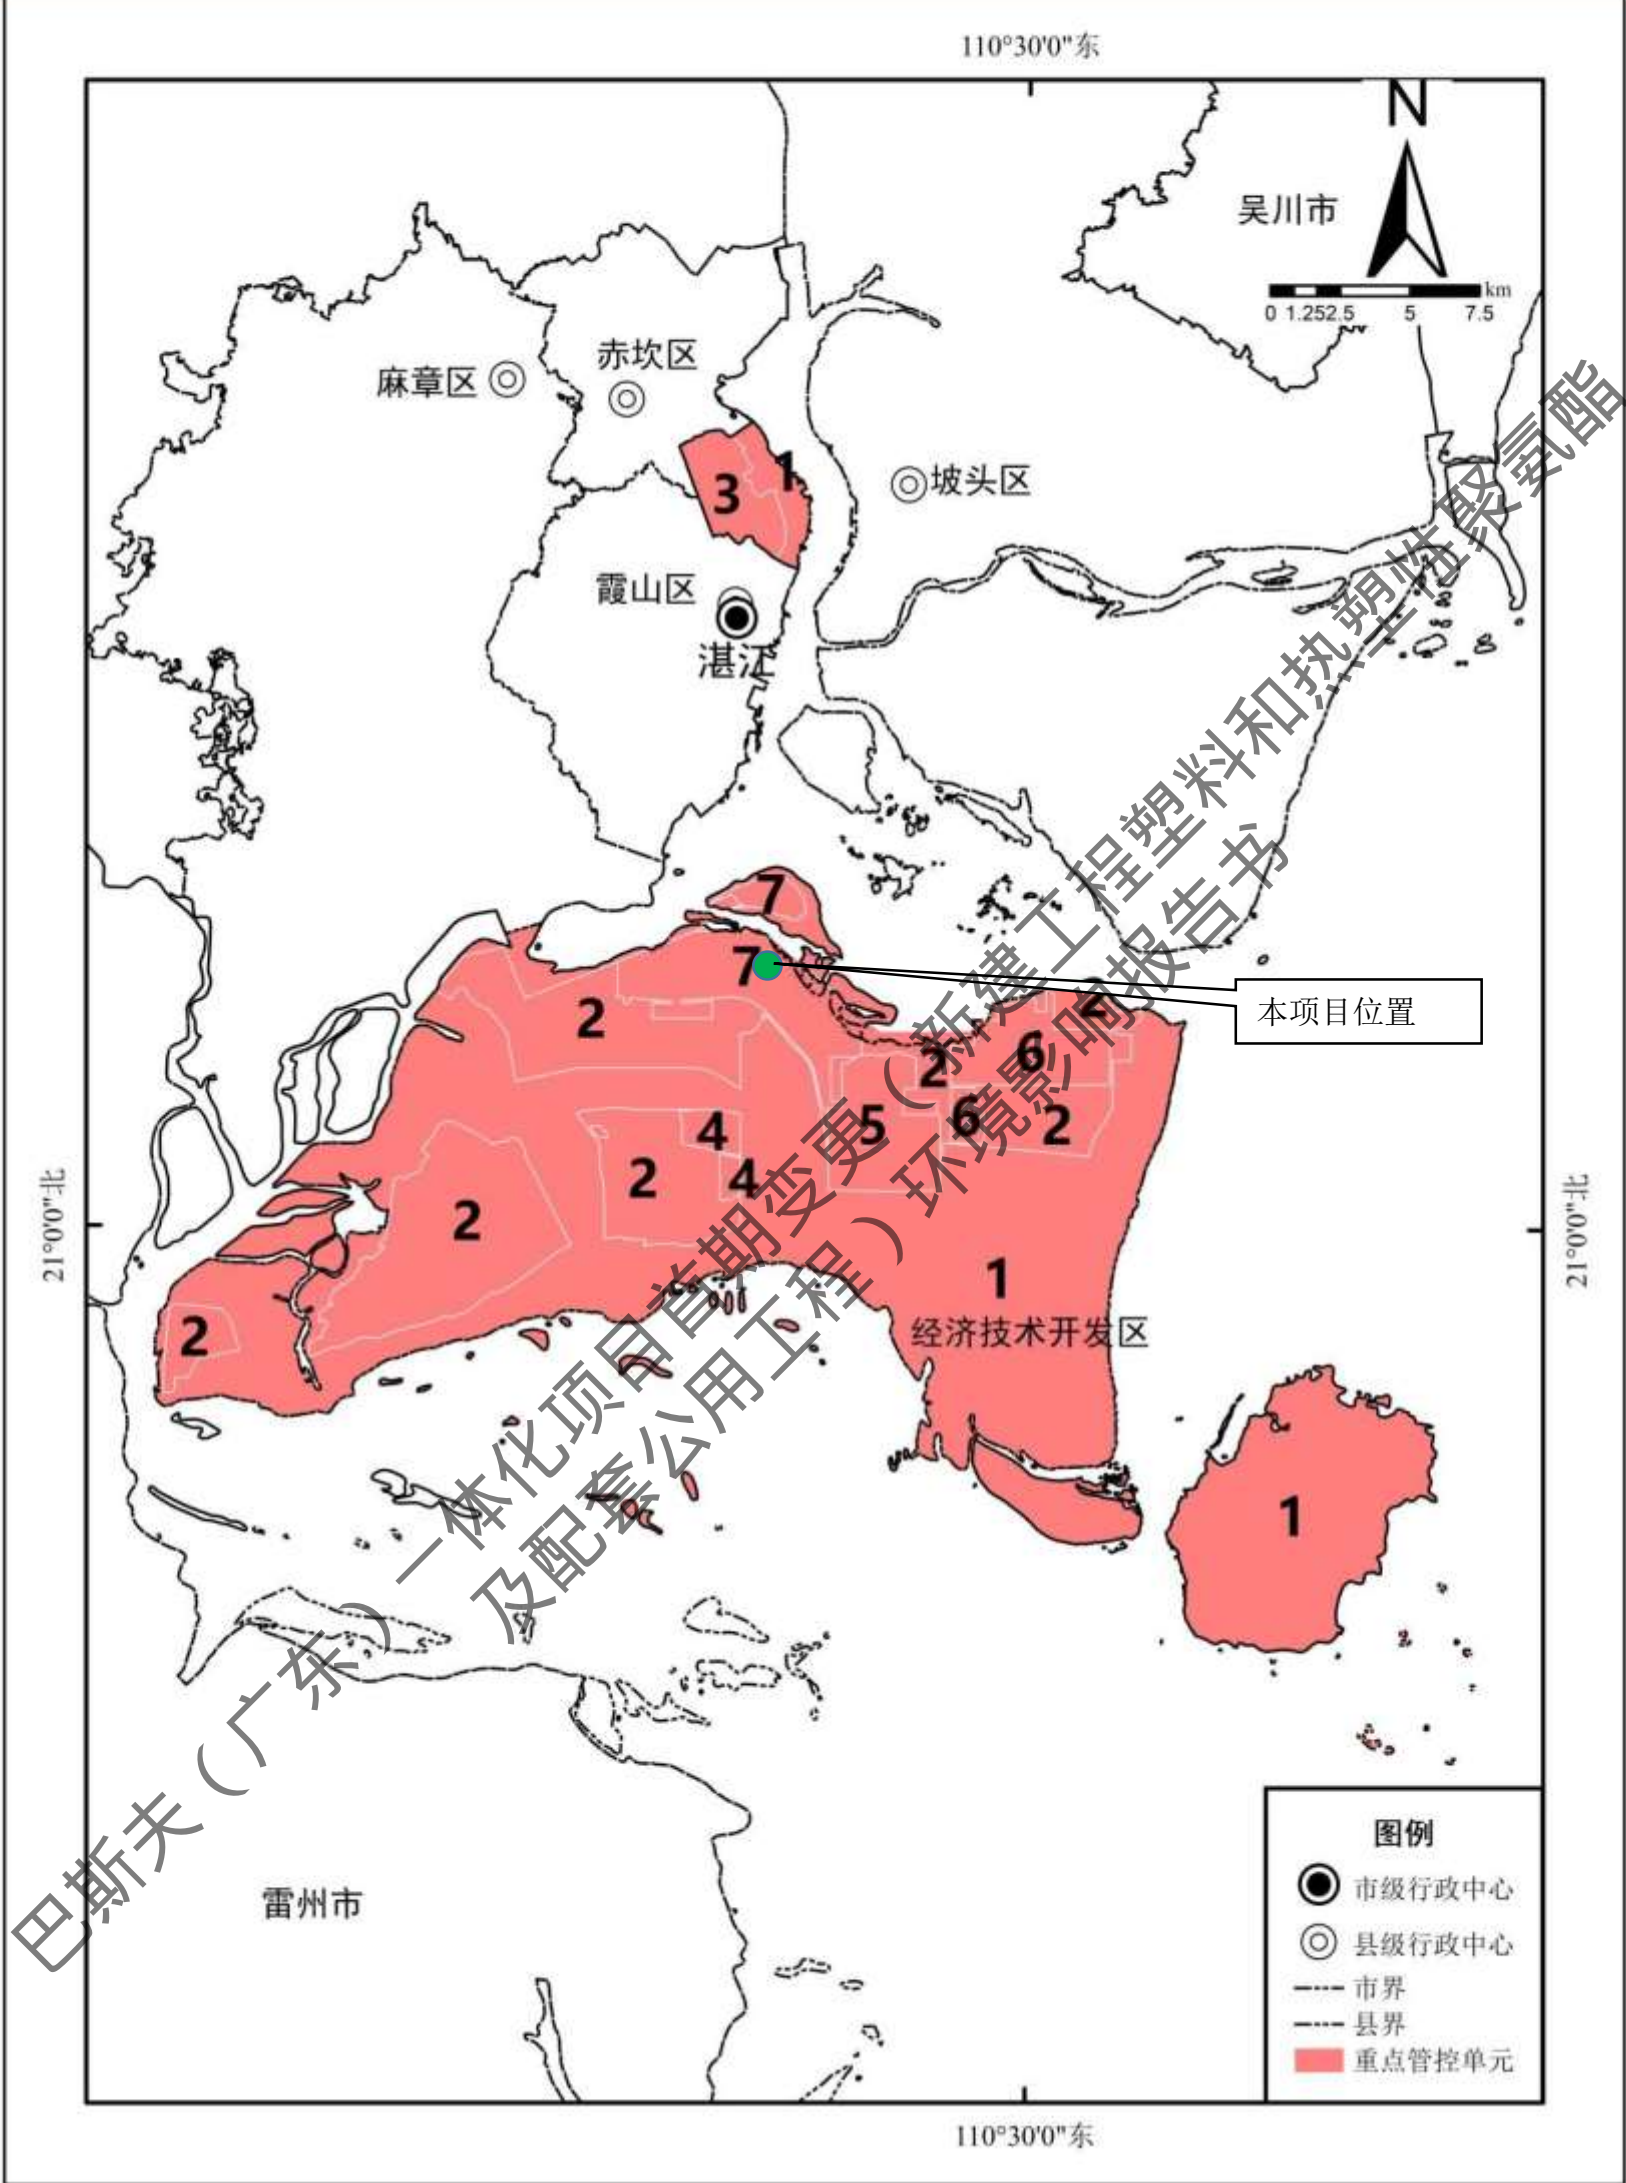 110°30'0"东
N
吴川市
km
0 1.252.5 5 7.5
赤坎区
麻章区
1
3
坡头区
霞山区
湛江
7
7
本项目位置
2
2
6
2
4
5
6
2
2
4
2
21°0'0"北
21°0'0"北
1
经济技术开发区
2
1
巴斯夫（广东）一体化项目首期变更（新建工程塑料和热塑性聚氨酯
及配套公用工程）环境影响报告书
雷州市
图例
市级行政中心
县级行政中心
市界
县界
重点管控单元
110°30'0"东